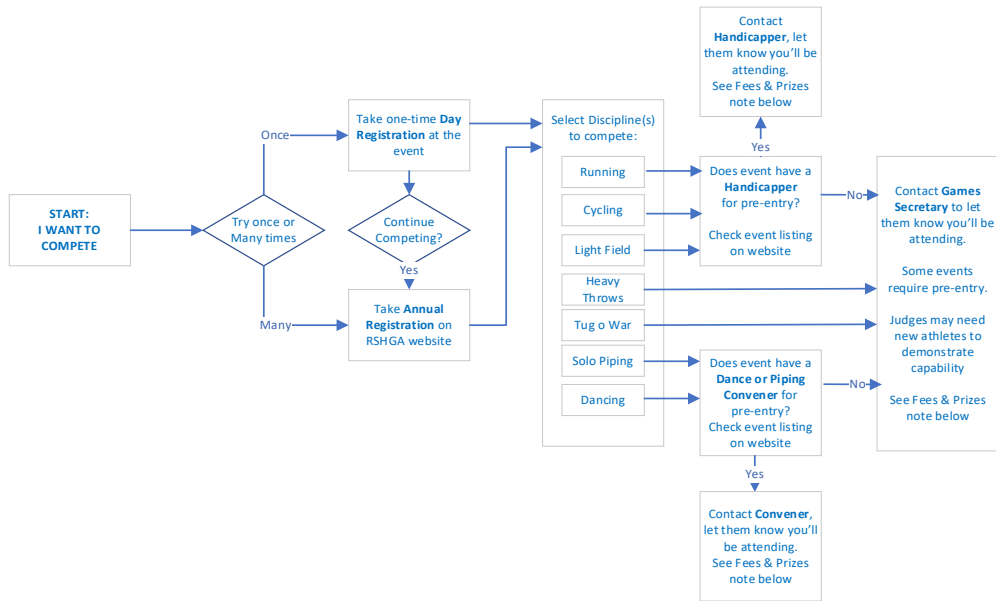 START:
I WANT TO
COMPETE
Try once or
Many times
Once
Many
Take one-time Day
Registration at the
event
Continue
Competing?
Yes
Take Annual
Registration on
RSHGA website
Select Discipline(s)
to compete:
Running
Cycling
Light Field
Heavy
Throws
Tug o War
Solo Piping
Dancing
Contact
Handicapper, let
them know you'll be
attending.
See Fees & Prizes
note below
Yes
Does event have a
Handicapper
for pre-entry?
Check event listing
on website
No
Does event have a
Dance or Piping
Convener for
pre-entry?
Check event listing
on website
No
Yes
Contact Convener,
let them know you'll
be attending.
See Fees & Prizes
note below
Contact Games
Secretary to let
them know you'll be
attending.
Some events
require pre-entry.
Judges may need
new athletes to
demonstrate
capability
See Fees & Prizes
note below